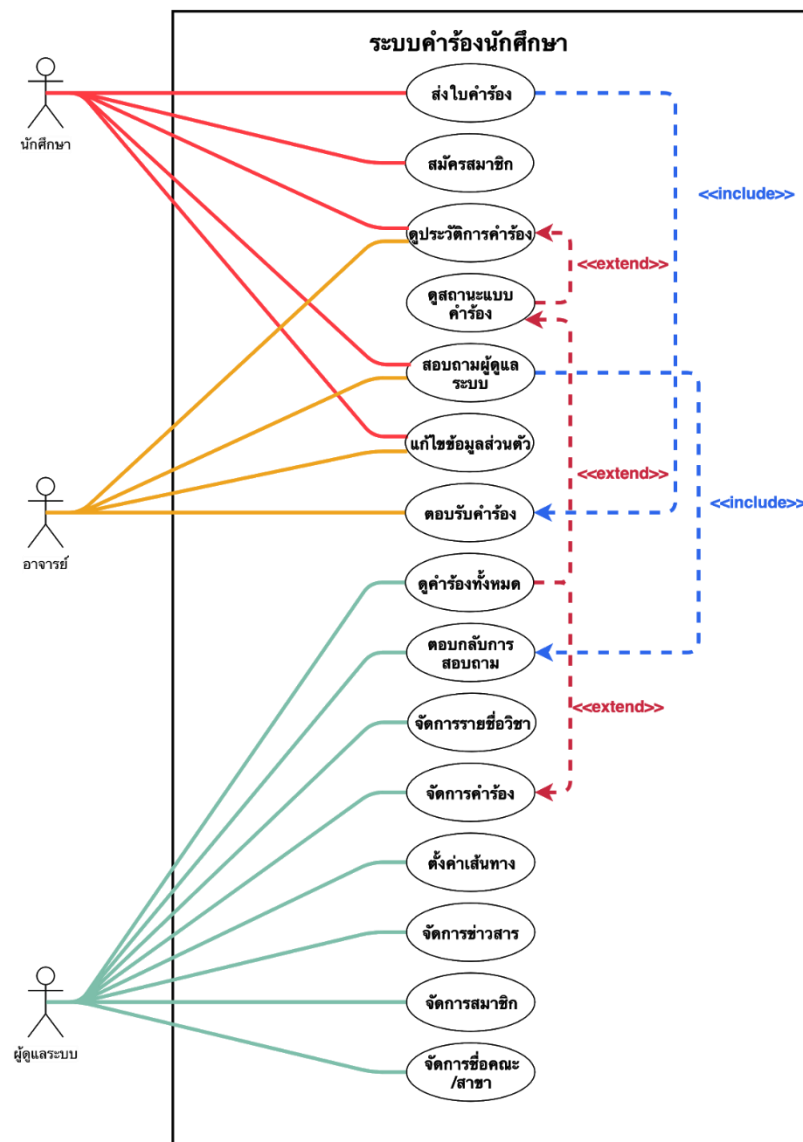 ระบบคำร้องนักศึกษา
ส่งใบคำร้อง
นักศึกษา
สมัครสมาชิก
<<include>>
ดูประวัติการคำร้อง
<<extend>>
ดูสถานะแบบ
คำร้อง
สอบถามผู้ดูแล
ระบบ
แก้ไขข้อมูลส่วนตัว
<<extend>>
<<include>>
ตอบรับคำร้อง
อาจารย์
ดูคำร้องทั้งหมด
ตอบกลับการ
สอบถาม
<<extend>>
จัดการรายชื่อวิชา
จัดการคำร้อง
ตั้งค่าเส้นทาง
จัดการข่าวสาร
จัดการสมาชิก
ผู้ดูแลระบบ
จัดการชื่อคณะ
/สาขา